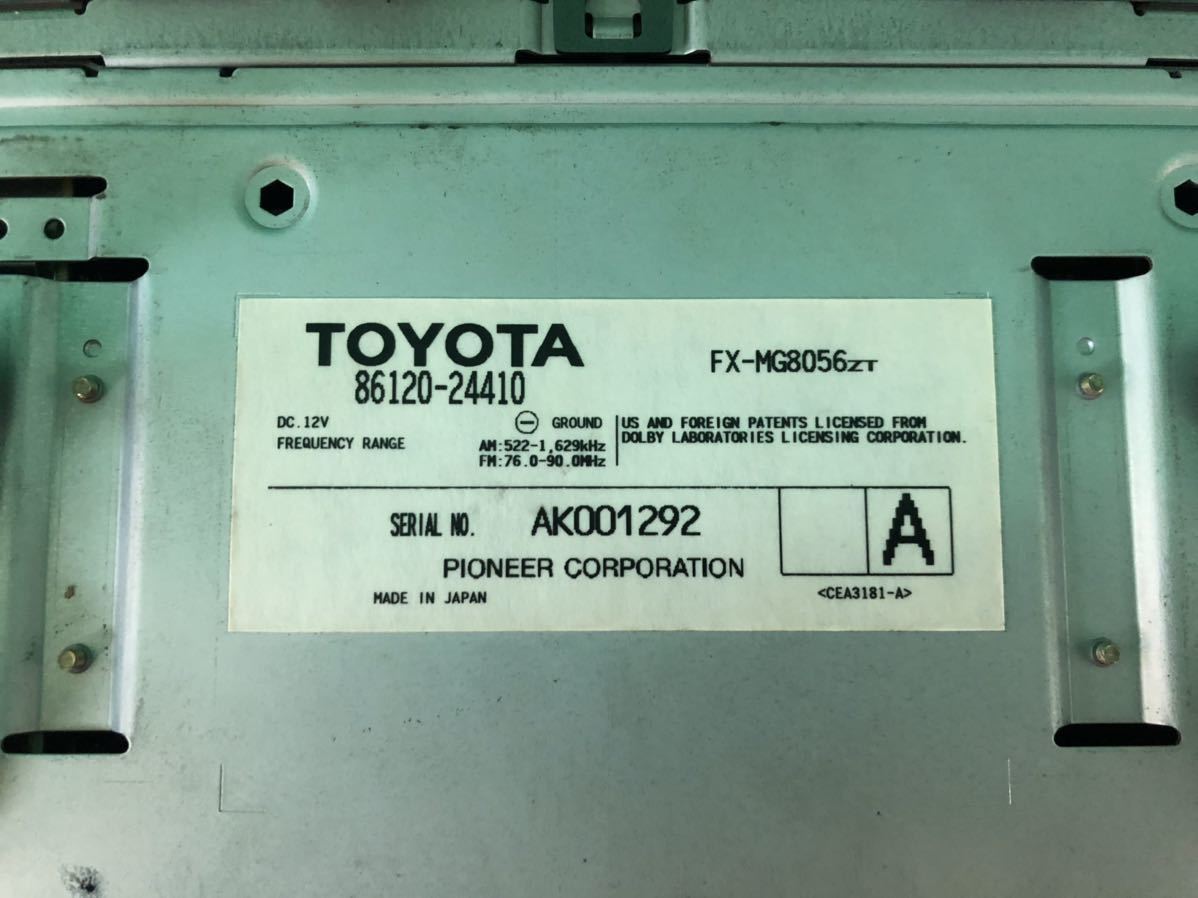 TOYOTA
86120-24410
FX-MG8056ZT
DC.12V
⊖ GROUND
FREQUENCY RANGE
AM:522-1,629kHz
FM:76.0-90.0MHz
US AND FOREIGN PATENTS LICENSED FROM
DOLBY LABORATORIES LICENSING CORPORATION.
SERIAL NO. AK001292
A
PIONEER CORPORATION
MADE IN JAPAN
<CEA3181-A>